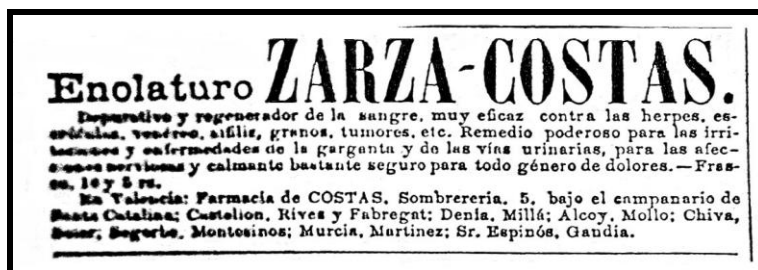 Enolaturo ZARZA-COSTAS.
Depurativo y regenerador de la sangre, muy eficaz contra las herpes, es-
crófulas, venéreo, sífilis, granos, tumores, etc. Remedio poderoso para las irri-
taciones y enfermedades de la garganta y de las vías urinarias, para las afec-
ciones nerviosas y calmante bastante seguro para todo género de dolores.—Fras-
co, 10 y 5 rs.
En Valencia: Farmacia de COSTAS, Sombrereria, 5, bajo el campanario de
Santa Catalina; Castellon, Rives y Fabregat; Denia, Millá; Alcoy, Mollo; Chiva,
Segorbe, Montesinos; Murcia, Martinez; Sr. Espinós, Gandia.